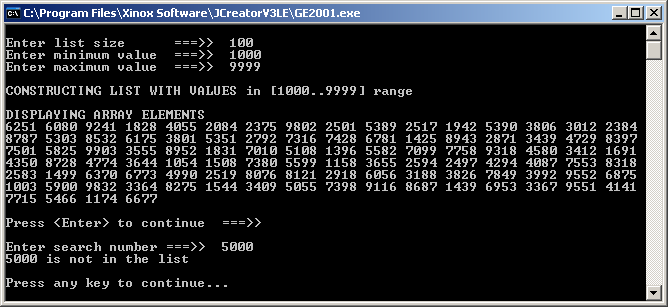 C:\Program Files\Xinox Software\JCreatorV3LE\GE2001.exe
Enter list size ===>> 100
Enter minimum value ===>> 1000
Enter maximum value ===>> 9999
CONSTRUCTING LIST WITH VALUES in [1000..9999] range
DISPLAYING ARRAY ELEMENTS
6251 6080 9241 1828 4055 2084 2375 9802 2501 5389 2517 1942 5390 3806 3012 2384
8787 5303 8532 6175 3801 5351 2792 7316 7428 6781 1425 8943 2871 3439 4729 8397
7501 5825 9903 3555 8952 1831 7010 5108 1396 5582 7099 7758 9318 4580 3412 1691
4350 8728 4774 3644 1054 1508 7380 5599 1158 3655 2594 2497 4294 4087 7553 8318
2583 1499 6370 6773 4990 2519 8076 8121 2918 6056 3188 3826 7849 3992 9552 6875
1003 5900 9832 3364 8275 1544 3409 5055 7398 9116 8687 1439 6953 3367 9551 4141
7715 5466 1174 6677
Press <Enter> to continue ===>>
Enter search number ===>> 5000
5000 is not in the list
Press any key to continue...